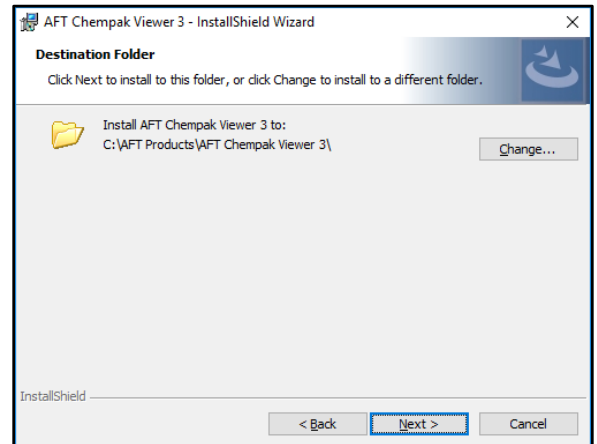 AFT Chempak Viewer 3 - InstallShield Wizard
Destination Folder
Click Next to install to this folder, or click Change to install to a different folder.
Install AFT Chempak Viewer 3 to:
C:\AFT Products\AFT Chempak Viewer 3\
Change...
InstallShield
< Back Next > Cancel